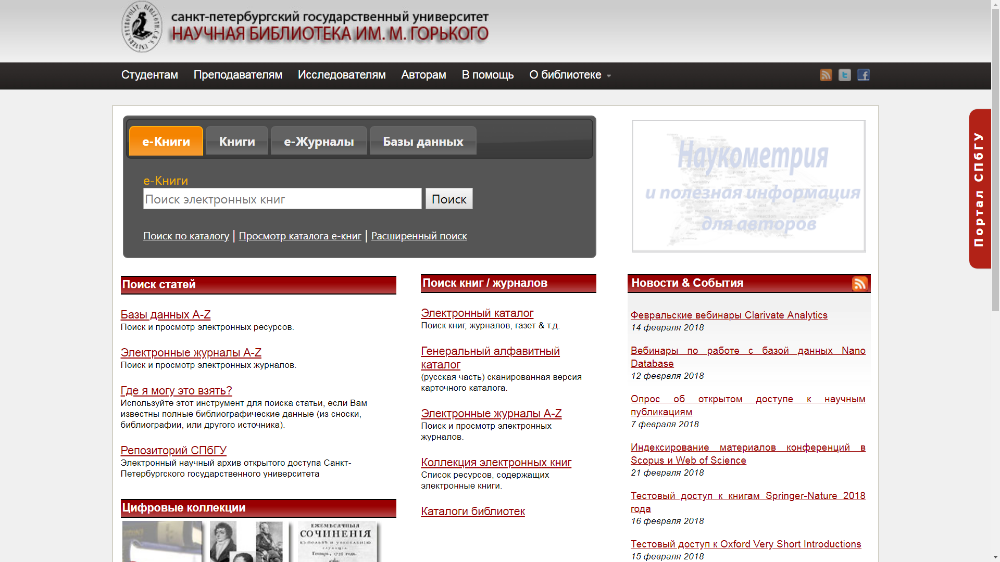 санкт-петербургский государственный университет
НАУЧНАЯ БИБЛИОТЕКА ИМ. М. ГОРЬКОГО
Студентам Преподавателям Исследователям Авторам В помощь О библиотеке
е-Книги Книги е-Журналы Базы данных
е-Книги
Поиск электронных книг Поиск
Поиск по каталогу | Просмотр каталога е-книг | Расширенный поиск
Наукометрия
и полезная информация
для авторов
Портал СПбГУ
Поиск статей
Базы данных A-Z
Поиск и просмотр электронных ресурсов.
Электронные журналы A-Z
Поиск и просмотр электронных журналов.
Где я могу это взять?
Используйте этот инструмент для поиска статьи, если Вам
известны полные библиографические данные (из сноски,
библиографии, или другого источника).
Репозиторий СПбГУ
Электронный научный архив открытого доступа Санкт-
Петербургского государственного университета
Цифровые коллекции
ЕЖЕМѢСЯЧНЫЯ
СОЧИНЕНІЯ
Генварь, 1755 года.
Поиск книг / журналов
Электронный каталог
Поиск книг, журналов, газет & т.д.
Генеральный алфавитный
каталог
(русская часть) сканированная версия
карточного каталога.
Электронные журналы A-Z
Поиск и просмотр электронных
журналов.
Коллекция электронных книг
Список ресурсов, содержащих
электронные книги.
Каталоги библиотек
Новости & События
Февральские вебинары Clarivate Analytics
14 февраля 2018
Вебинары по работе с базой данных Nano
Database
12 февраля 2018
Опрос об открытом доступе к научным
публикациям
7 февраля 2018
Индексирование материалов конференций в
Scopus и Web of Science
21 февраля 2018
Тестовый доступ к книгам Springer-Nature 2018
года
16 февраля 2018
Тестовый доступ к Oxford Very Short Introductions
15 февраля 2018